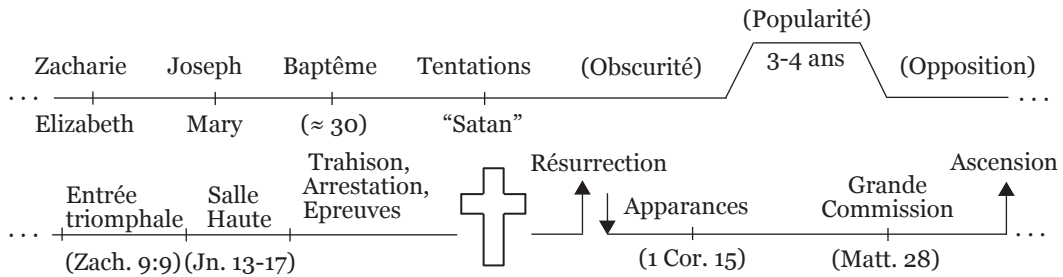 (Popularité)
Zacharie Joseph Baptême Tentations (Obscurité) 3-4 ans (Opposition)
. . . . . .
Elizabeth Mary (≈ 30) “Satan”
Trahison,
Arrestation,
Epreuves
Résurrection Ascension
Entrée
triomphale
Salle
Haute
Apparances
Grande
Commission
. . . . . .
(Zach. 9:9) (Jn. 13-17) (1 Cor. 15) (Matt. 28)